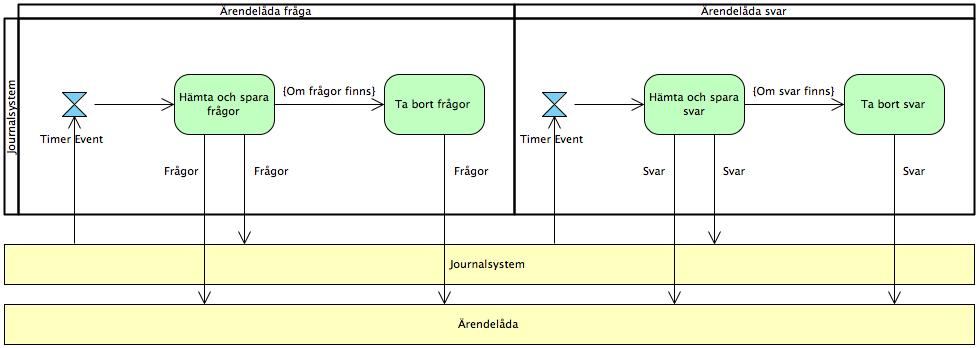 Ärendelåda fråga
Ärendelåda svar
Journalsystem
Timer Event
Hämta och spara
frågor
{Om frågor finns}
Ta bort frågor
Timer Event
Hämta och spara
svar
{Om svar finns}
Ta bort svar
Frågor
Frågor
Frågor
Svar
Svar
Svar
Journalsystem
Ärendelåda